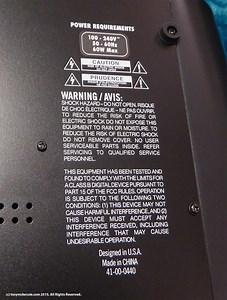 POWER REQUIREMENTS
100 - 240V~
50 - 60Hz
60W Max
CAUTION
PRUDENCE
WARNING / AVIS:
SHOCK HAZARD - DO NOT OPEN, RISQUE
DE CHOC ÉLECTRIQUE - NE PAS OUVRIR.
TO REDUCE THE RISK OF FIRE OR
ELECTRIC SHOCK DO NOT EXPOSE THIS
EQUIPMENT TO RAIN OR MOISTURE. TO
REDUCE THE RISK OF ELECTRIC SHOCK, DO
NOT REMOVE COVER. NO USER
SERVICEABLE PARTS INSIDE. REFER
SERVICING TO QUALIFIED SERVICE
PERSONNEL.
THIS EQUIPMENT HAS BEEN TESTED AND
FOUND TO COMPLY WITH THE LIMITS FOR
A CLASS B DIGITAL DEVICE PURSUANT TO
PART 15 OF THE FCC RULES. OPERATION
IS SUBJECT TO THE FOLLOWING TWO
CONDITIONS: (1) THIS DEVICE MAY NOT
CAUSE HARMFUL INTERFERENCE, AND (2)
THIS DEVICE MUST ACCEPT ANY
INTERFERENCE RECEIVED, INCLUDING
INTERFERENCE THAT MAY CAUSE
UNDESIRABLE OPERATION.
Designed in U.S.A.
Made in CHINA
41-00-0440